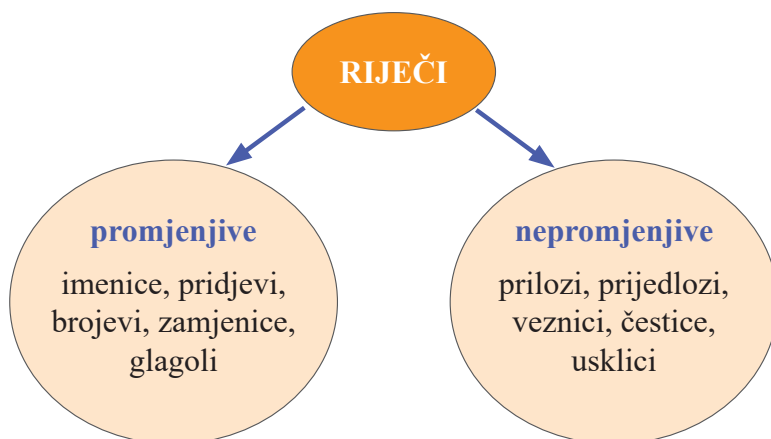 RIJEČI
promjenjive
imenice, pridjevi,
brojevi, zamjenice,
glagoli
nepromjenjive
prilozi, prijedlozi,
veznici, čestice,
usklici